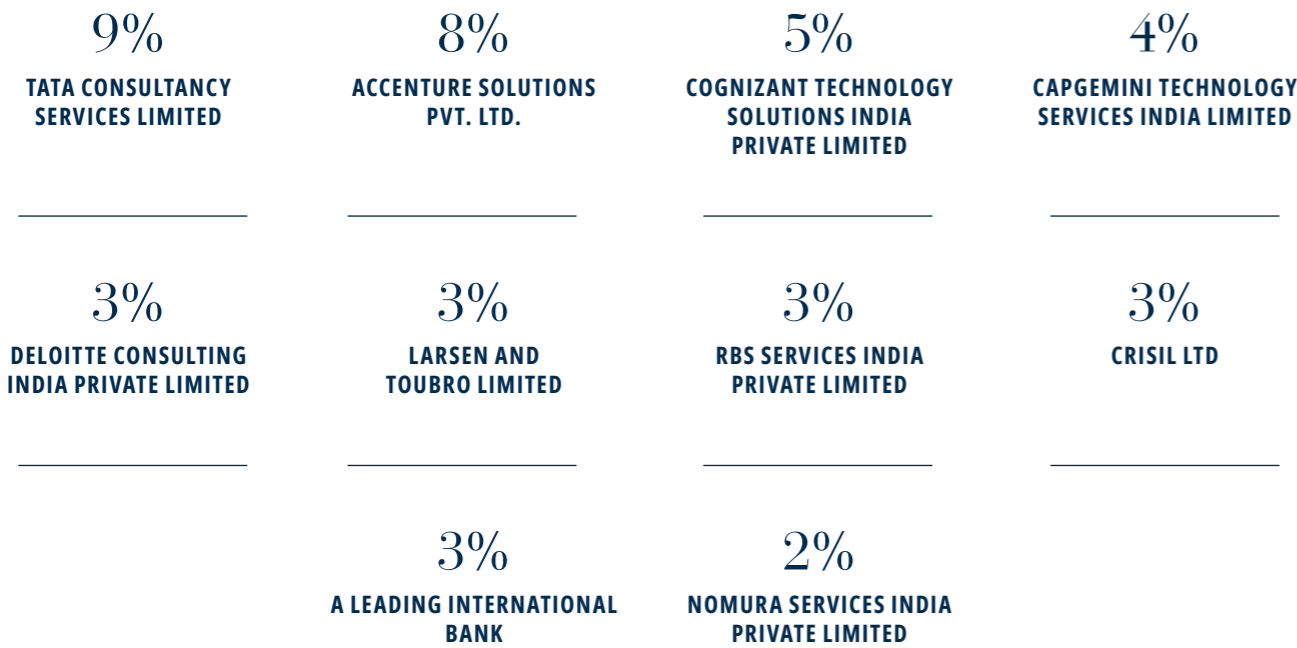 9%
TATA CONSULTANCY
SERVICES LIMITED
8%
ACCENTURE SOLUTIONS
PVT. LTD.
5%
COGNIZANT TECHNOLOGY
SOLUTIONS INDIA
PRIVATE LIMITED
4%
CAPGEMINI TECHNOLOGY
SERVICES INDIA LIMITED
3%
DELOITTE CONSULTING
INDIA PRIVATE LIMITED
3%
LARSEN AND
TOUBRO LIMITED
3%
RBS SERVICES INDIA
PRIVATE LIMITED
3%
CRISIL LTD
3%
A LEADING INTERNATIONAL
BANK
2%
NOMURA SERVICES INDIA
PRIVATE LIMITED